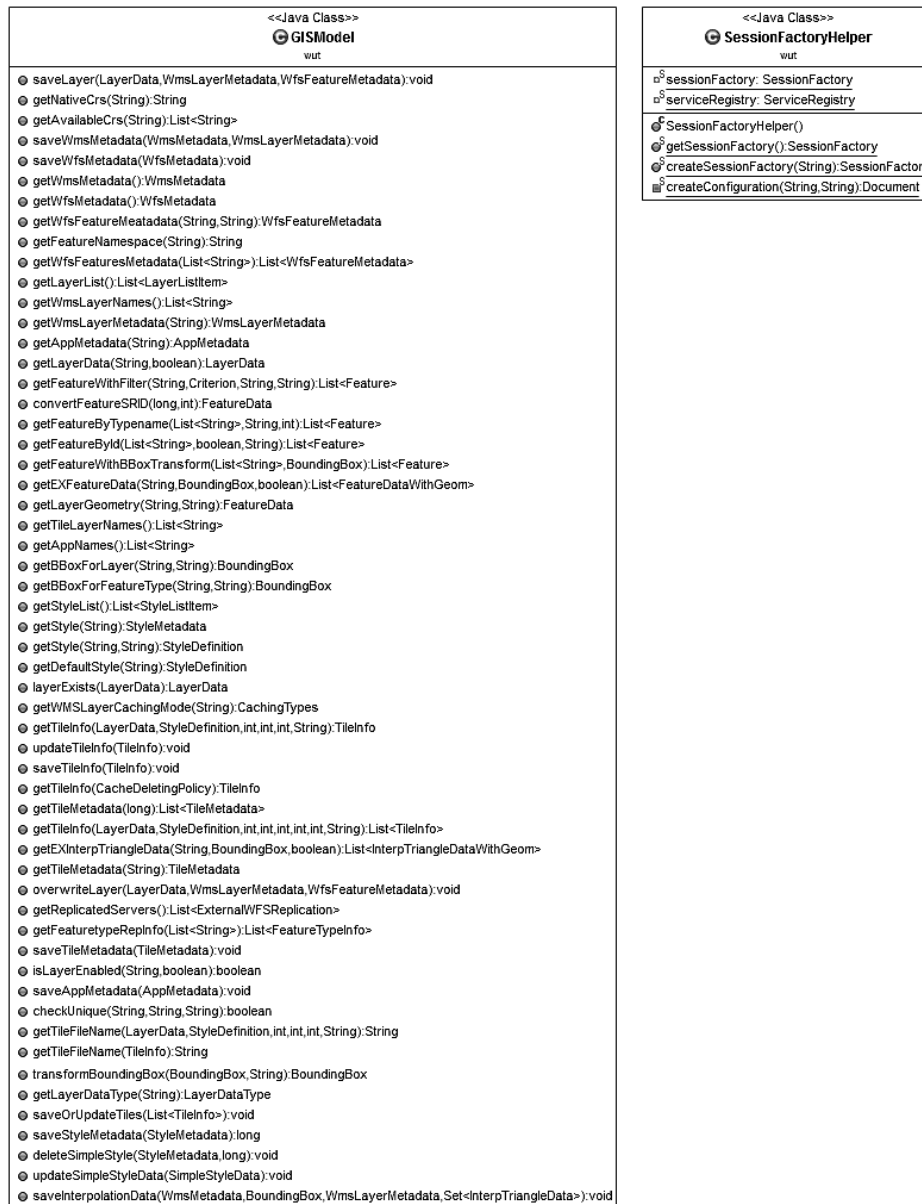 <<Java Class>>
GISModel
wut
saveLayer(LayerData,WmsLayerMetadata,WfsFeatureMetadata):void
getNativeCrs(String):String
getAvailableCrs(String):List<String>
saveWmsMetadata(WmsMetadata,WmsLayerMetadata):void
saveWfsMetadata(WfsMetadata):void
getWmsMetadata():WmsMetadata
getWfsMetadata():WfsMetadata
getWfsFeatureMeatadata(String,String):WfsFeatureMetadata
getFeatureNamespace(String):String
getWfsFeaturesMetadata(List<String>):List<WfsFeatureMetadata>
getLayerList():List<LayerListItem>
getWmsLayerNames():List<String>
getWmsLayerMetadata(String):WmsLayerMetadata
getAppMetadata(String):AppMetadata
getLayerData(String,boolean):LayerData
getFeatureWithFilter(String,Criterion,String,String):List<Feature>
convertFeatureSRID(long,int):FeatureData
getFeatureByTypename(List<String>,String,int):List<Feature>
getFeatureById(List<String>,boolean,String):List<Feature>
getFeatureWithBBoxTransform(List<String>,BoundingBox):List<Feature>
getEXFeatureData(String,BoundingBox,boolean):List<FeatureDataWithGeom>
getLayerGeometry(String,String):FeatureData
getTileLayerNames():List<String>
getAppNames():List<String>
getBBoxForLayer(String,String):BoundingBox
getBBoxForFeatureType(String,String):BoundingBox
getStyleList():List<StyleListItem>
getStyle(String):StyleMetadata
getStyle(String,String):StyleDefinition
getDefaultStyle(String):StyleDefinition
layerExists(LayerData):LayerData
getWMSLayerCachingMode(String):CachingTypes
getTileInfo(LayerData,StyleDefinition,int,int,int,String):TileInfo
updateTileInfo(TileInfo):void
saveTileInfo(TileInfo):void
getTileInfo(CacheDeletingPolicy):TileInfo
getTileMetadata(long):List<TileMetadata>
getTileInfo(LayerData,StyleDefinition,int,int,int,int,int,String):List<TileInfo>
getEXInterpTriangleData(String,BoundingBox,boolean):List<InterpTriangleDataWithGeom>
getTileMetadata(String):TileMetadata
overwriteLayer(LayerData,WmsLayerMetadata,WfsFeatureMetadata):void
getReplicatedServers():List<ExternalWFSReplication>
getFeaturetypeRepInfo(List<String>):List<FeatureTypeInfo>
saveTileMetadata(TileMetadata):void
isLayerEnabled(String,boolean):boolean
saveAppMetadata(AppMetadata):void
checkUnique(String,String,String):boolean
getTileFileName(LayerData,StyleDefinition,int,int,int,String):String
getTileFileName(TileInfo):String
transformBoundingBox(BoundingBox,String):BoundingBox
getLayerDataType(String):LayerDataType
saveOrUpdateTiles(List<TileInfo>):void
saveStyleMetadata(StyleMetadata):long
deleteSimpleStyle(StyleMetadata,long):void
updateSimpleStyleData(SimpleStyleData):void
saveInterpolationData(WmsMetadata,BoundingBox,WmsLayerMetadata,Set<InterpTriangleData>):void
<<Java Class>>
SessionFactoryHelper
wut
sessionFactory: SessionFactory
serviceRegistry: ServiceRegistry
SessionFactoryHelper()
getSessionFactory():SessionFactory
createSessionFactory(String):SessionFactor
createConfiguration(String,String):Document